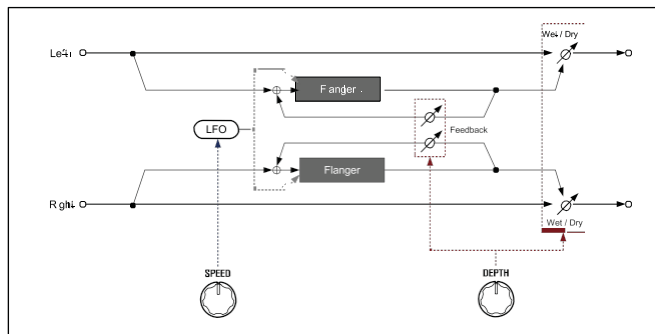 Wet / Dry
Left
Flanger
LFO
Feedback
Flanger
Right
Wet / Dry
SPEED
DEPTH